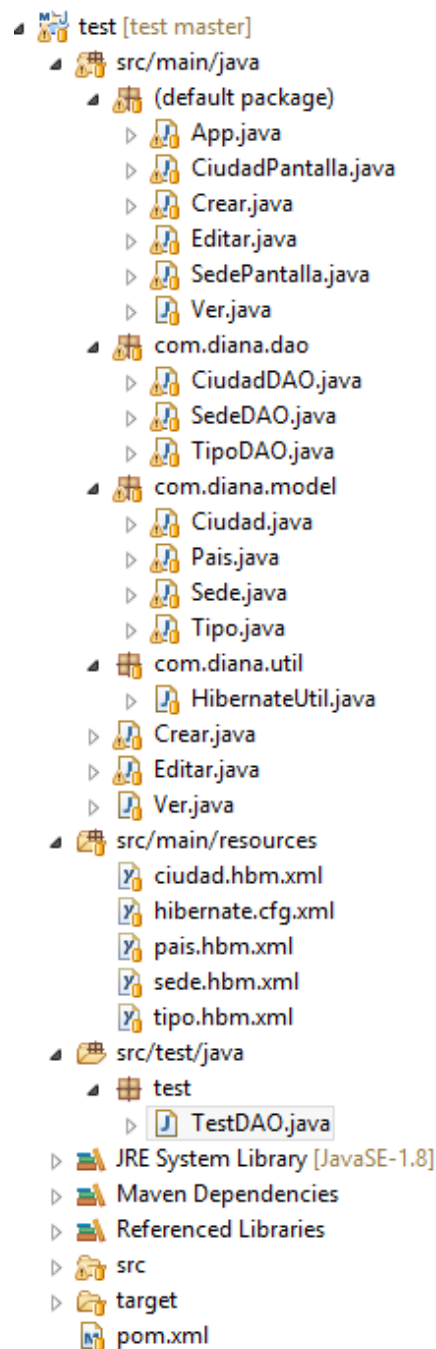 test [test master]
src/main/java
(default package)
App.java
CiudadPantalla.java
Crear.java
Editar.java
SedePantalla.java
Ver.java
com.diana.dao
CiudadDAO.java
SedeDAO.java
TipoDAO.java
com.diana.model
Ciudad.java
Pais.java
Sede.java
Tipo.java
com.diana.util
HibernateUtil.java
Crear.java
Editar.java
Ver.java
src/main/resources
ciudad.hbm.xml
hibernate.cfg.xml
pais.hbm.xml
sede.hbm.xml
tipo.hbm.xml
src/test/java
test
TestDAO.java
JRE System Library [JavaSE-1.8]
Maven Dependencies
Referenced Libraries
src
target
pom.xml